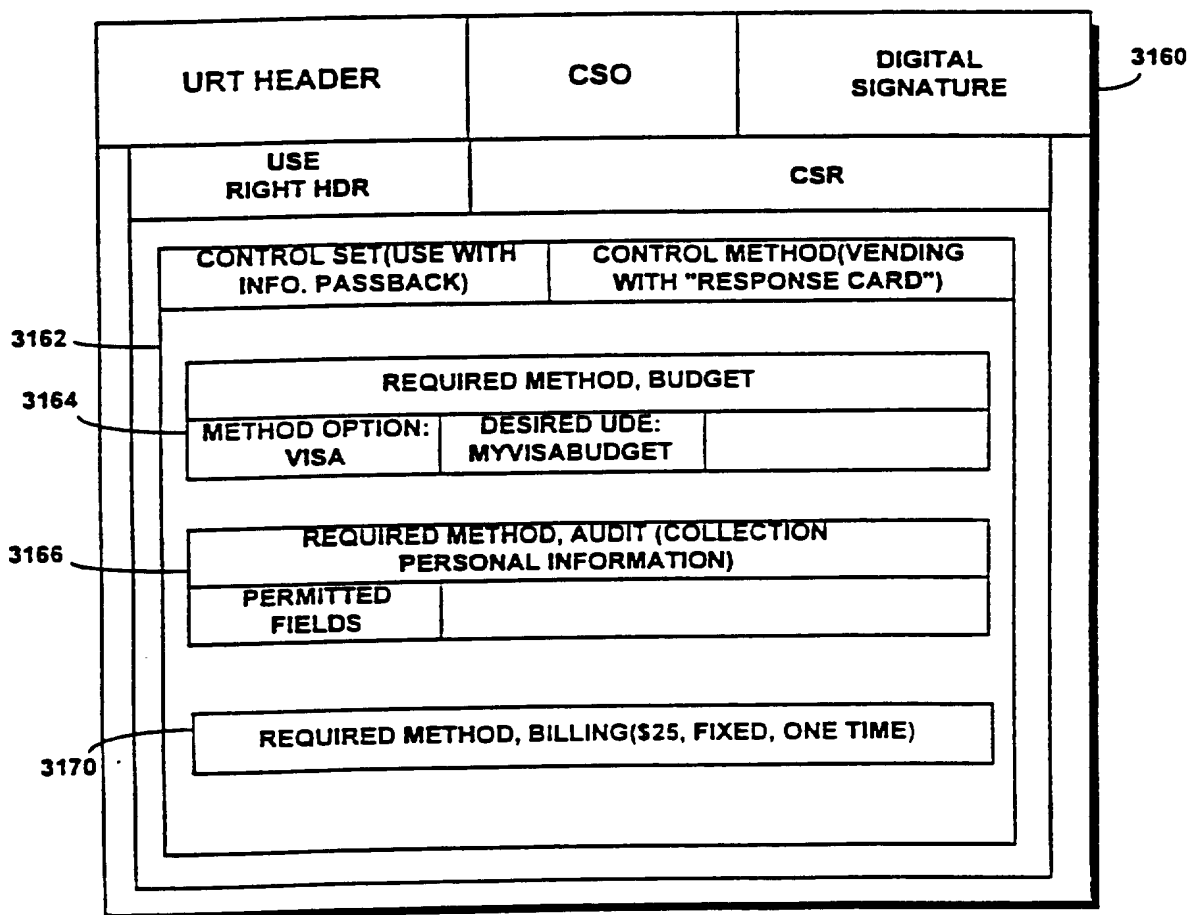 URT HEADER
CSO
DIGITAL
SIGNATURE
3160
USE
RIGHT HDR
CSR
CONTROL SET(USE WITH
INFO. PASSBACK)
CONTROL METHOD(VENDING
WITH "RESPONSE CARD")
3162
REQUIRED METHOD, BUDGET
3164
METHOD OPTION:
VISA
DESIRED UDE:
MYVISABUDGET
REQUIRED METHOD, AUDIT (COLLECTION
PERSONAL INFORMATION)
3166
PERMITTED
FIELDS
REQUIRED METHOD, BILLING($25, FIXED, ONE TIME)
3170